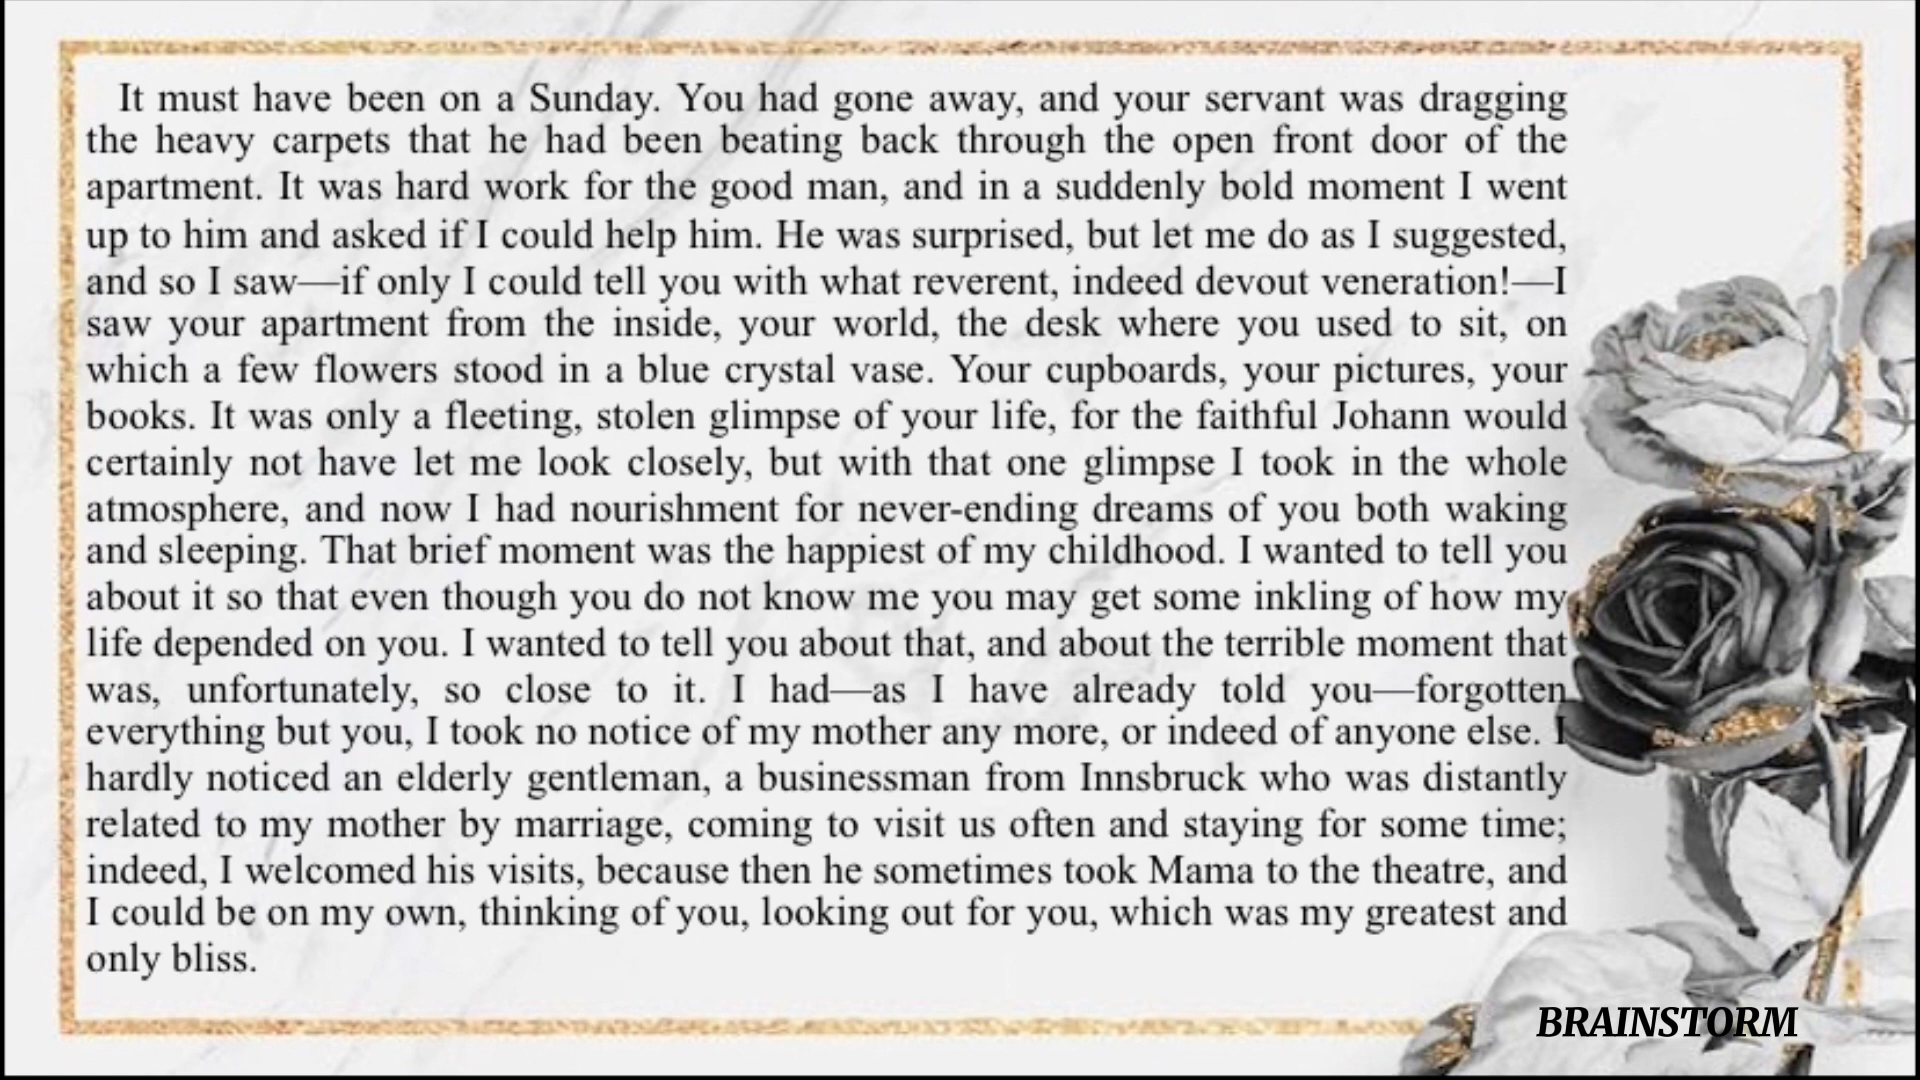 It must have been on a Sunday. You had gone away, and your servant was dragging
the heavy carpets that he had been beating back through the open front door of the
apartment. It was hard work for the good man, and in a suddenly bold moment I went
up to him and asked if I could help him. He was surprised, but let me do as I suggested,
and so I saw—if only I could tell you with what reverent, indeed devout veneration!—I
saw your apartment from the inside, your world, the desk where you used to sit, on
which a few flowers stood in a blue crystal vase. Your cupboards, your pictures, your
books. It was only a fleeting, stolen glimpse of your life, for the faithful Johann would
certainly not have let me look closely, but with that one glimpse I took in the whole
atmosphere, and now I had nourishment for never-ending dreams of you both waking
and sleeping. That brief moment was the happiest of my childhood. I wanted to tell you
about it so that even though you do not know me you may get some inkling of how my
life depended on you. I wanted to tell you about that, and about the terrible moment that
was, unfortunately, so close to it. I had—as I have already told you—forgotten
everything but you, I took no notice of my mother any more, or indeed of anyone else. I
hardly noticed an elderly gentleman, a businessman from Innsbruck who was distantly
related to my mother by marriage, coming to visit us often and staying for some time;
indeed, I welcomed his visits, because then he sometimes took Mama to the theatre, and
I could be on my own, thinking of you, looking out for you, which was my greatest and
only bliss.
BRAINSTORM